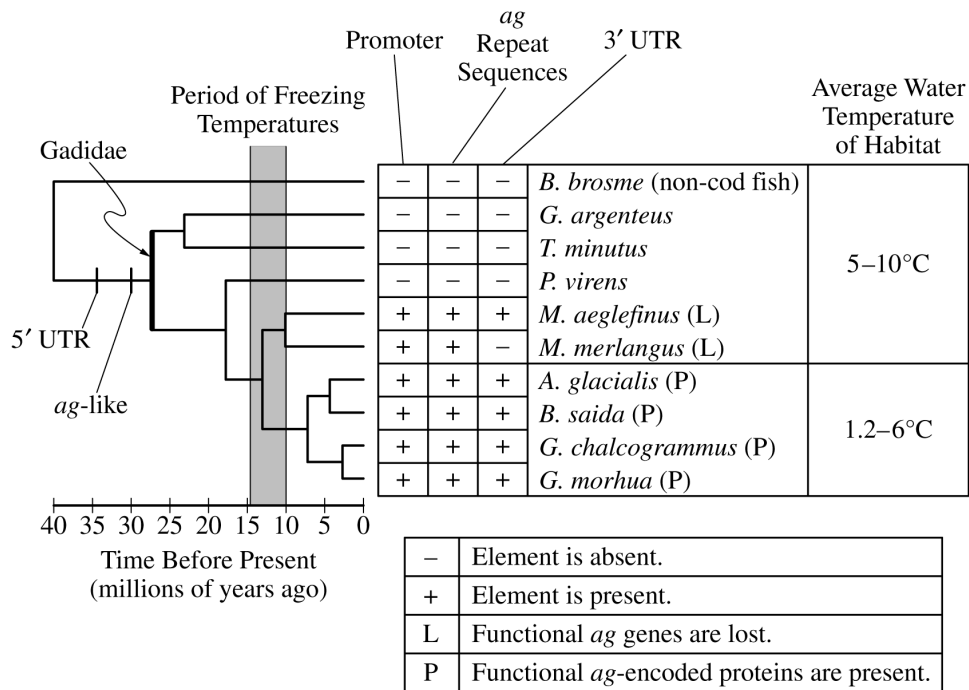 Promoter
ag
Repeat
Sequences
3′ UTR
Period of Freezing
Temperatures
Average Water
Temperature
of Habitat
Gadidae
5′ UTR
ag-like
– – – B. brosme (non-cod fish)
– – – G. argenteus
– – – T. minutus
– – – P. virens
+ + + M. aeglefinus (L)
+ + – M. merlangus (L)
5–10°C
+ + + A. glacialis (P)
+ + + B. saida (P)
+ + + G. chalcogrammus (P)
+ + + G. morhua (P)
1.2–6°C
40 35 30 25 20 15 10 5 0
Time Before Present
(millions of years ago)
– Element is absent.
+ Element is present.
L Functional ag genes are lost.
P Functional ag-encoded proteins are present.